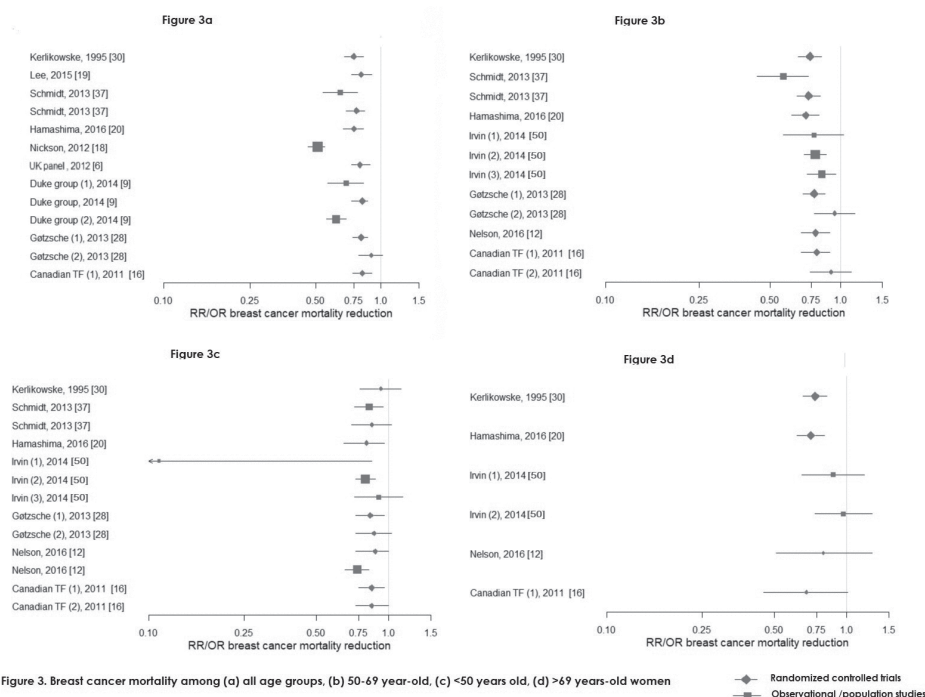 Figure 3a
Kerlikowske, 1995 [30]
Lee, 2015 [19]
Schmidt, 2013 [37]
Schmidt, 2013 [37]
Hamashima, 2016 [20]
Nickson, 2012 [18]
UK panel , 2012 [6]
Duke group (1), 2014 [9]
Duke group, 2014 [9]
Duke group (2), 2014 [9]
Gøtzsche (1), 2013 [28]
Gøtzsche (2), 2013 [28]
Canadian TF (1), 2011 [16]
0.10 0.25 0.50 0.75 1.0 1.5
RR/OR breast cancer mortality reduction
Figure 3b
Kerlikowske, 1995 [30]
Schmidt, 2013 [37]
Schmidt, 2013 [37]
Hamashima, 2016 [20]
Irvin (1), 2014 [50]
Irvin (2), 2014 [50]
Irvin (3), 2014 [50]
Gøtzsche (1), 2013 [28]
Gøtzsche (2), 2013 [28]
Nelson, 2016 [12]
Canadian TF (1), 2011 [16]
Canadian TF (2), 2011 [16]
0.10 0.25 0.50 0.75 1.0 1.5
RR/OR breast cancer mortality reduction
Figure 3c
Kerlikowske, 1995 [30]
Schmidt, 2013 [37]
Schmidt, 2013 [37]
Hamashima, 2016 [20]
Irvin (1), 2014 [50]
Irvin (2), 2014 [50]
Irvin (3), 2014 [50]
Gøtzsche (1), 2013 [28]
Gøtzsche (2), 2013 [28]
Nelson, 2016 [12]
Nelson, 2016 [12]
Canadian TF (1), 2011 [16]
Canadian TF (2), 2011 [16]
0.10 0.25 0.50 0.75 1.0 1.5
RR/OR breast cancer mortality reduction
Figure 3d
Kerlikowske, 1995 [30]
Hamashima, 2016 [20]
Irvin (1), 2014 [50]
Irvin (2), 2014 [50]
Nelson, 2016 [12]
Canadian TF (1), 2011 [16]
0.10 0.25 0.50 0.75 1.0 1.5
RR/OR breast cancer mortality reduction
Figure 3. Breast cancer mortality among (a) all age groups, (b) 50-69 year-old, (c) <50 years old, (d) >69 years-old women
Randomized controlled trials
Observational /population studies